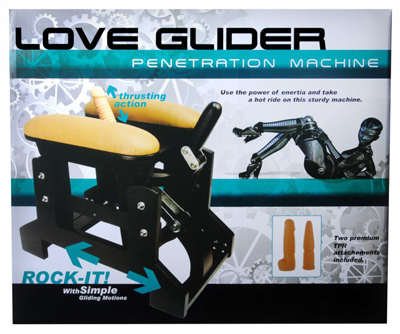 LOVE GLIDER
PENETRATION MACHINE
thrusting
action
Use the power of enertia and take
a hot ride on this sturdy machine.
Two premium
TPR
attachements
included.
ROCK-IT!
With Simple
Gliding Motions